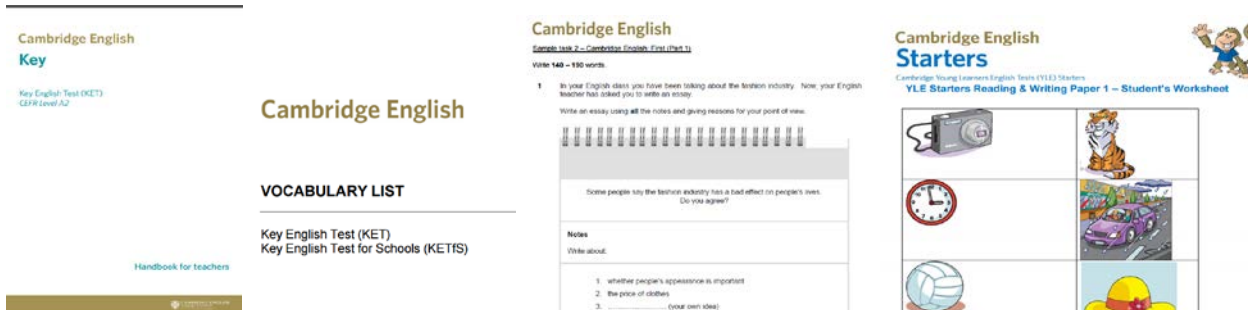 Cambridge English
Key
Key English Test (KET)
CEFR Level A2
Handbook for teachers
Cambridge English
VOCABULARY LIST
Key English Test (KET)
Key English Test for Schools (KETfS)
Cambridge English
Sample task 2 – Cambridge English: First (Part 1)
Write 140 – 190 words.
1 In your English class you have been talking about the fashion industry. Now, your English
teacher has asked you to write an essay.
Write an essay using all the notes and giving reasons for your point of view.
Some people say the fashion industry has a bad effect on people's lives.
Do you agree?
Notes
Write about:
1. whether people's appearance is important
2. the price of clothes
3. ____________ (your own idea)
Cambridge English
Starters
Cambridge Young Learners English Tests (YLE) Starters
YLE Starters Reading & Writing Paper 1 – Student's Worksheet